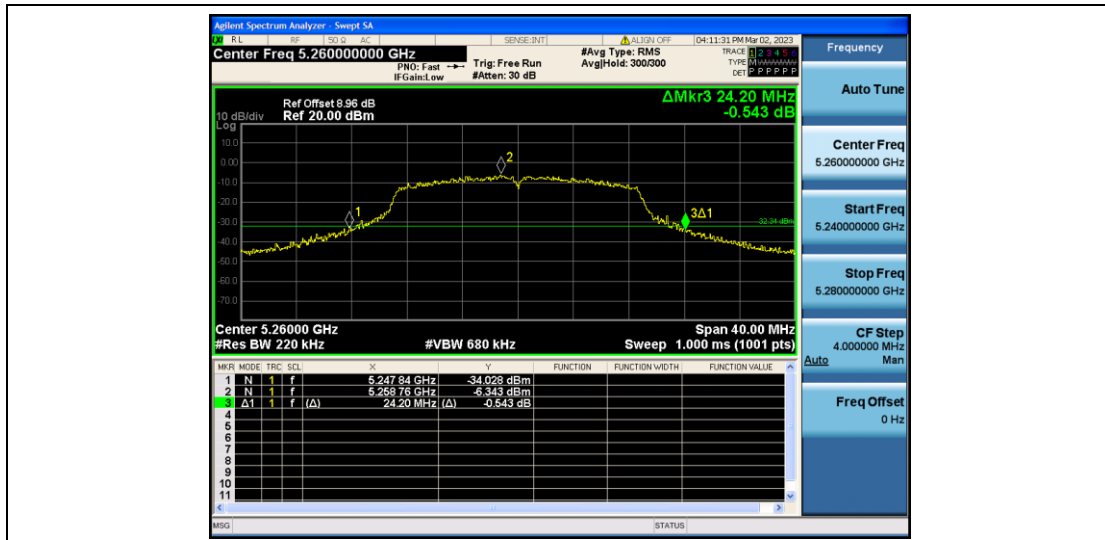 Agilent Spectrum Analyzer - Swept SA
RL RF 50 Ω AC SENSE:INT ALIGN OFF 04:11:31 PM Mar 02, 2023
Center Freq 5.260000000 GHz
PNO: Fast
IFGain:Low
Trig: Free Run
#Atten: 30 dB
#Avg Type: RMS
Avg|Hold: 300/300
TRACE 1 2 3 4 5 6
TYPE M
DET P P P P P P
ΔMkr3 24.20 MHz
-0.543 dB
Ref Offset 8.96 dB
10 dB/div Ref 20.00 dBm
Log
10.0
0.00
-10.0
-20.0
-30.0
-40.0
-50.0
-60.0
-70.0
1
2
3Δ1
-32.34 dBm
Center 5.26000 GHz Span 40.00 MHz
#Res BW 220 kHz #VBW 680 kHz Sweep 1.000 ms (1001 pts)
MKR MODE TRC SCL X Y FUNCTION FUNCTION WIDTH FUNCTION VALUE
1 N 1 f 5.247 84 GHz -34.028 dBm
2 N 1 f 5.258 76 GHz -6.343 dBm
3 Δ1 1 f (Δ) 24.20 MHz (Δ) -0.543 dB
4
5
6
7
8
9
10
11
MSG STATUS
Frequency
Auto Tune
Center Freq
5.260000000 GHz
Start Freq
5.240000000 GHz
Stop Freq
5.280000000 GHz
CF Step
4.000000 MHz
Auto Man
Freq Offset
0 Hz